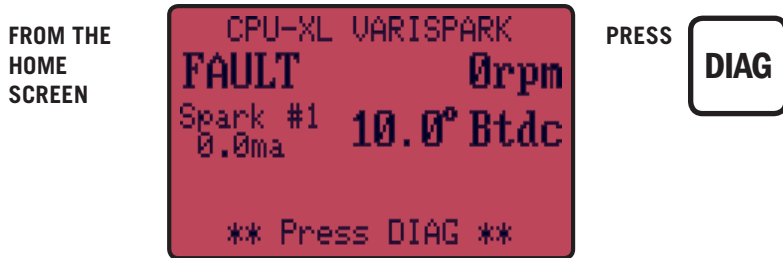 FROM THE
HOME
SCREEN
CPU-XL VARISPARK
FAULT 0rpm
Spark #1
0.0ma
10.0° Btdc
** Press DIAG **
PRESS
DIAG